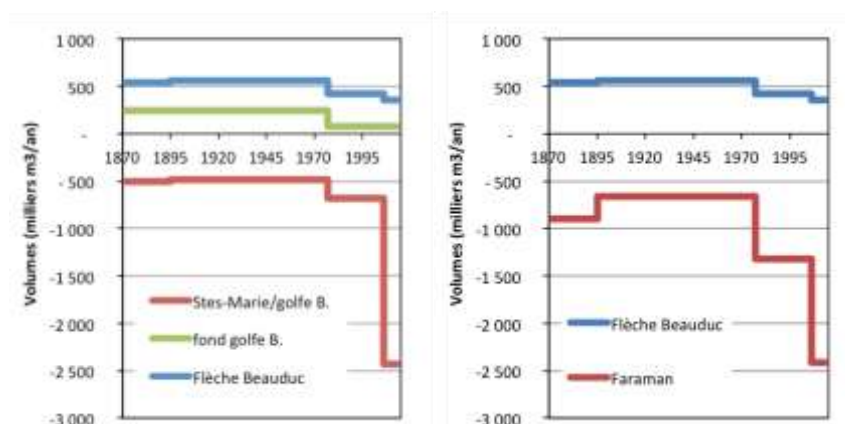 Volumes (milliers m3/an)
1 000
500
-
- 500
-1 000
-1 500
-2 000
-2 500
-3 000
1870 1895 1920 1945 1970 1995
Stes-Marie/golfe B.
fond golfe B.
Flèche Beauduc
Volumes (milliers m3/an)
1 000
500
-
- 500
-1 000
-1 500
-2 000
-2 500
-3 000
1870 1895 1920 1945 1970 1995
Flèche Beauduc
Faraman